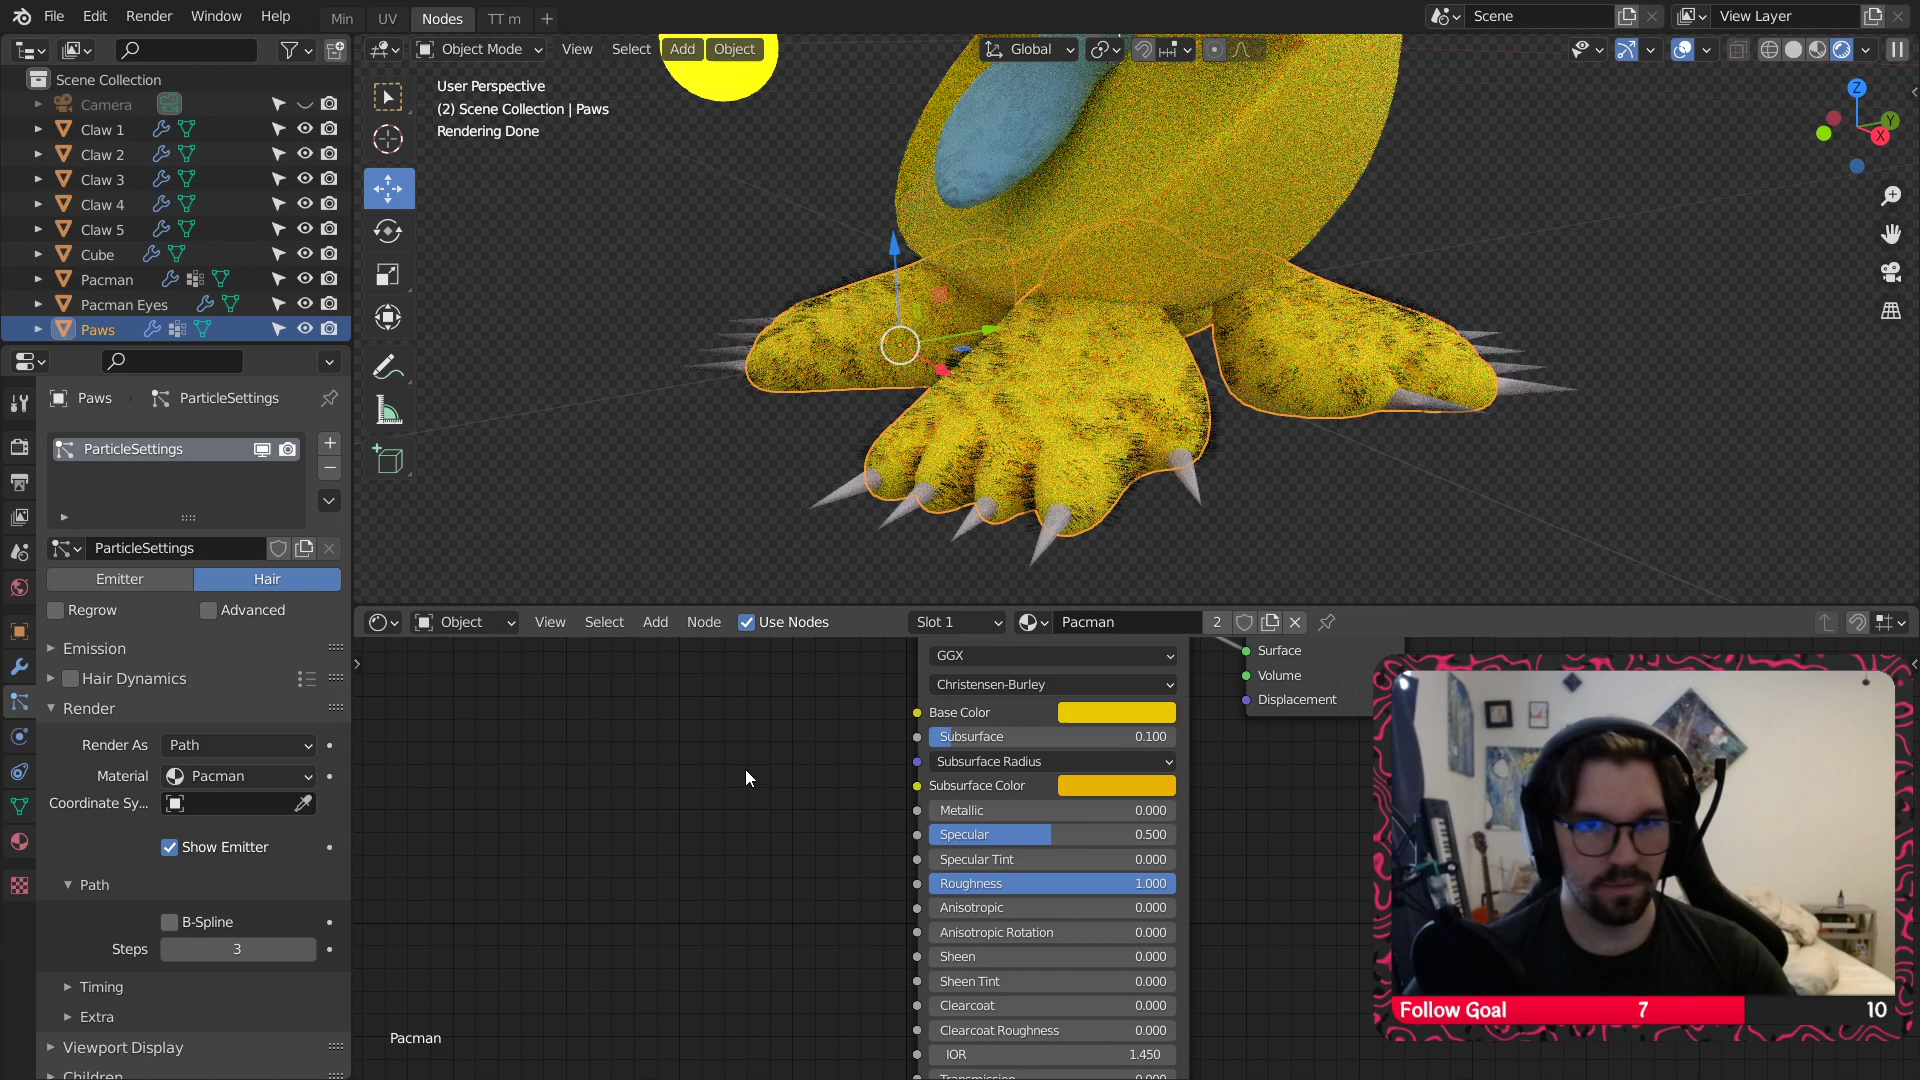 File Edit Render Window Help
Min UV Nodes TT m
Scene
View Layer
Object Mode View Select Add Object
Global
Scene Collection
Camera
Claw 1
Claw 2
Claw 3
Claw 4
Claw 5
Cube
Pacman
Pacman Eyes
Paws
User Perspective
(2) Scene Collection | Paws
Rendering Done
Z
Y
X
Paws ParticleSettings
ParticleSettings
ParticleSettings
Emitter Hair
Regrow Advanced
Emission
Hair Dynamics
Render
Render As Path
Material Pacman
Coordinate Sy...
Show Emitter
Path
B-Spline
Steps 3
Timing
Extra
Viewport Display
Children
Object View Select Add Node Use Nodes Slot 1 Pacman 2
GGX
Christensen-Burley
Base Color
Subsurface 0.100
Subsurface Radius
Subsurface Color
Metallic 0.000
Specular 0.500
Specular Tint 0.000
Roughness 1.000
Anisotropic 0.000
Anisotropic Rotation 0.000
Sheen 0.000
Sheen Tint 0.000
Clearcoat 0.000
Clearcoat Roughness 0.000
IOR 1.450
Transmission 0.000
Surface
Volume
Displacement
Pacman
Follow Goal 7 10